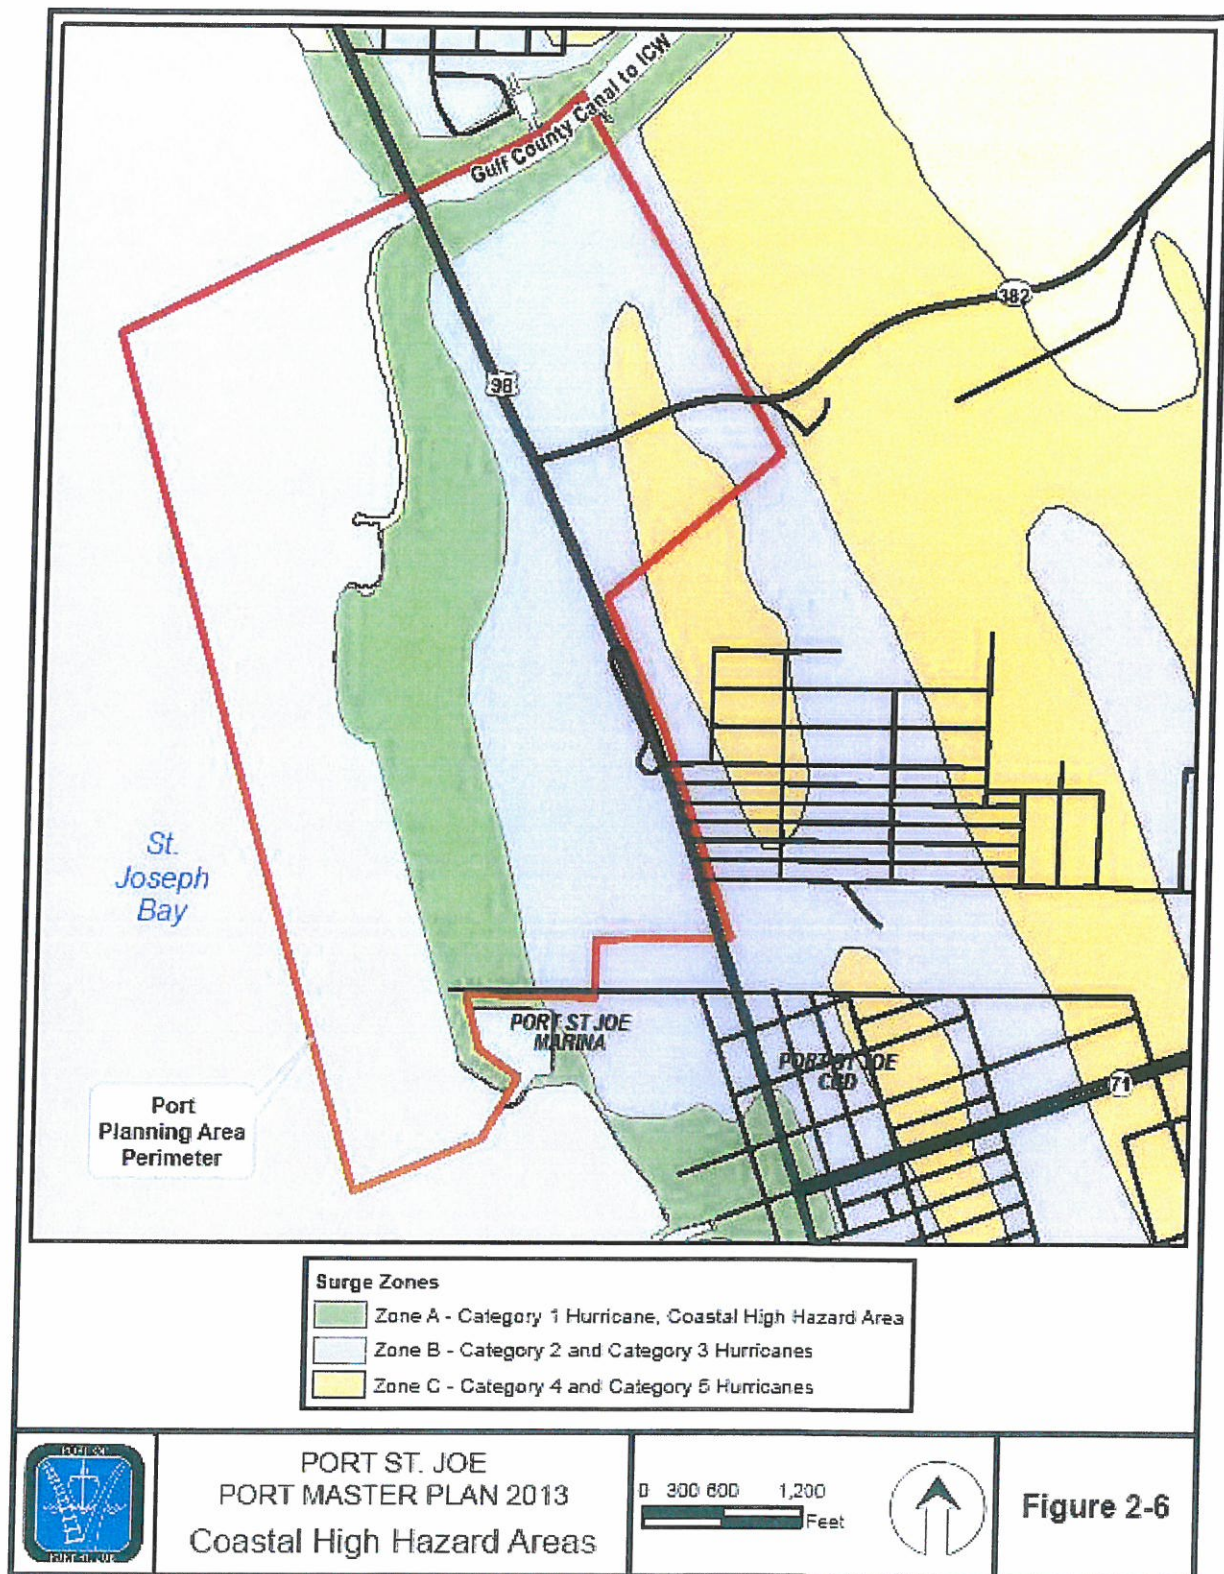 Gulf County Canal to ICW
382
98
St.
Joseph
Bay
PORT ST JOE
MARINA
PORT ST JOE
CBD
71
Port
Planning Area
Perimeter
Surge Zones
Zone A - Category 1 Hurricane, Coastal High Hazard Area
Zone B - Category 2 and Category 3 Hurricanes
Zone C - Category 4 and Category 5 Hurricanes
PORT ST. JOE
PORT MASTER PLAN 2013
Coastal High Hazard Areas
0 300 600 1,200
Feet
Figure 2-6